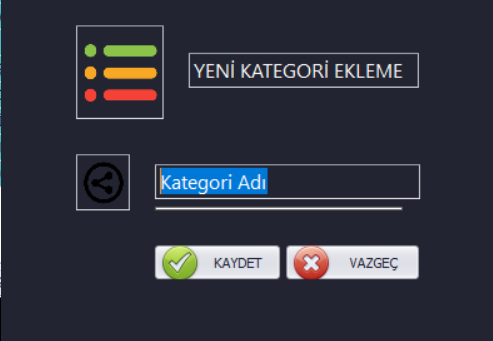 YENİ KATEGORİ EKLEME
Kategori Adı
KAYDET
VAZGEÇ